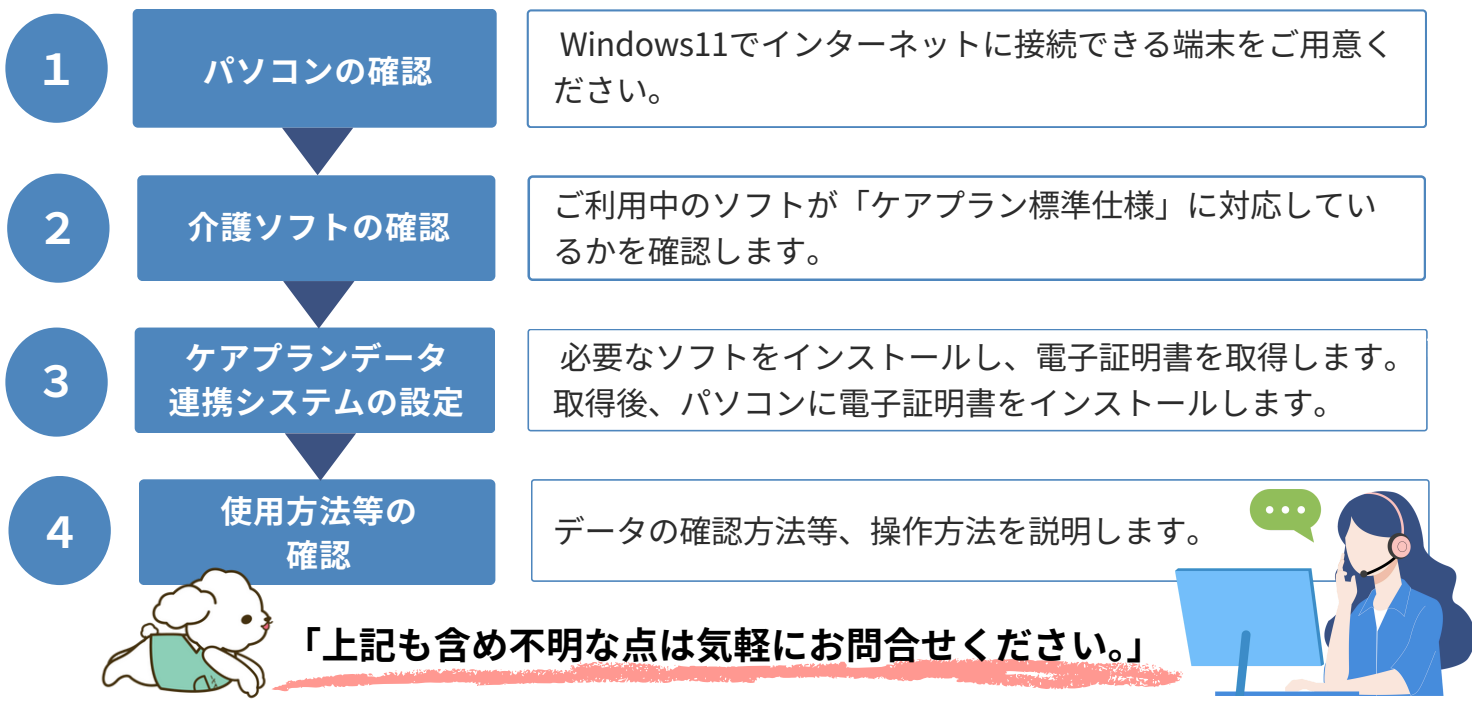 1
パソコンの確認
Windows11でインターネットに接続できる端末をご用意く
ださい。
2
介護ソフトの確認
ご利用中のソフトが「ケアプラン標準仕様」に対応してい
るかを確認します。
3
ケアプランデータ
連携システムの設定
必要なソフトをインストールし、電子証明書を取得します。
取得後、パソコンに電子証明書をインストールします。
4
使用方法等の
確認
データの確認方法等、操作方法を説明します。
「上記も含め不明な点は気軽にお問合せください。」